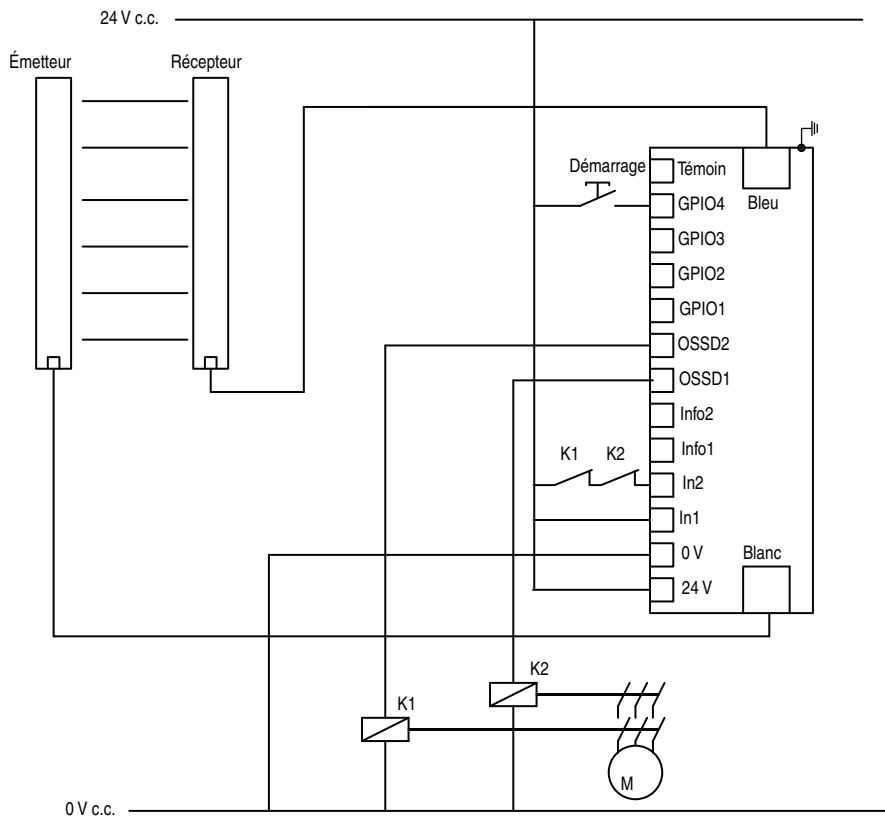 24 V c.c.
Émetteur
Récepteur
Démarrage
Témoin
Bleu
GPIO4
GPIO3
GPIO2
GPIO1
OSSD2
OSSD1
Info2
Info1
K1
K2
In2
In1
0 V
Blanc
24 V
K2
K1
M
0 V c.c.